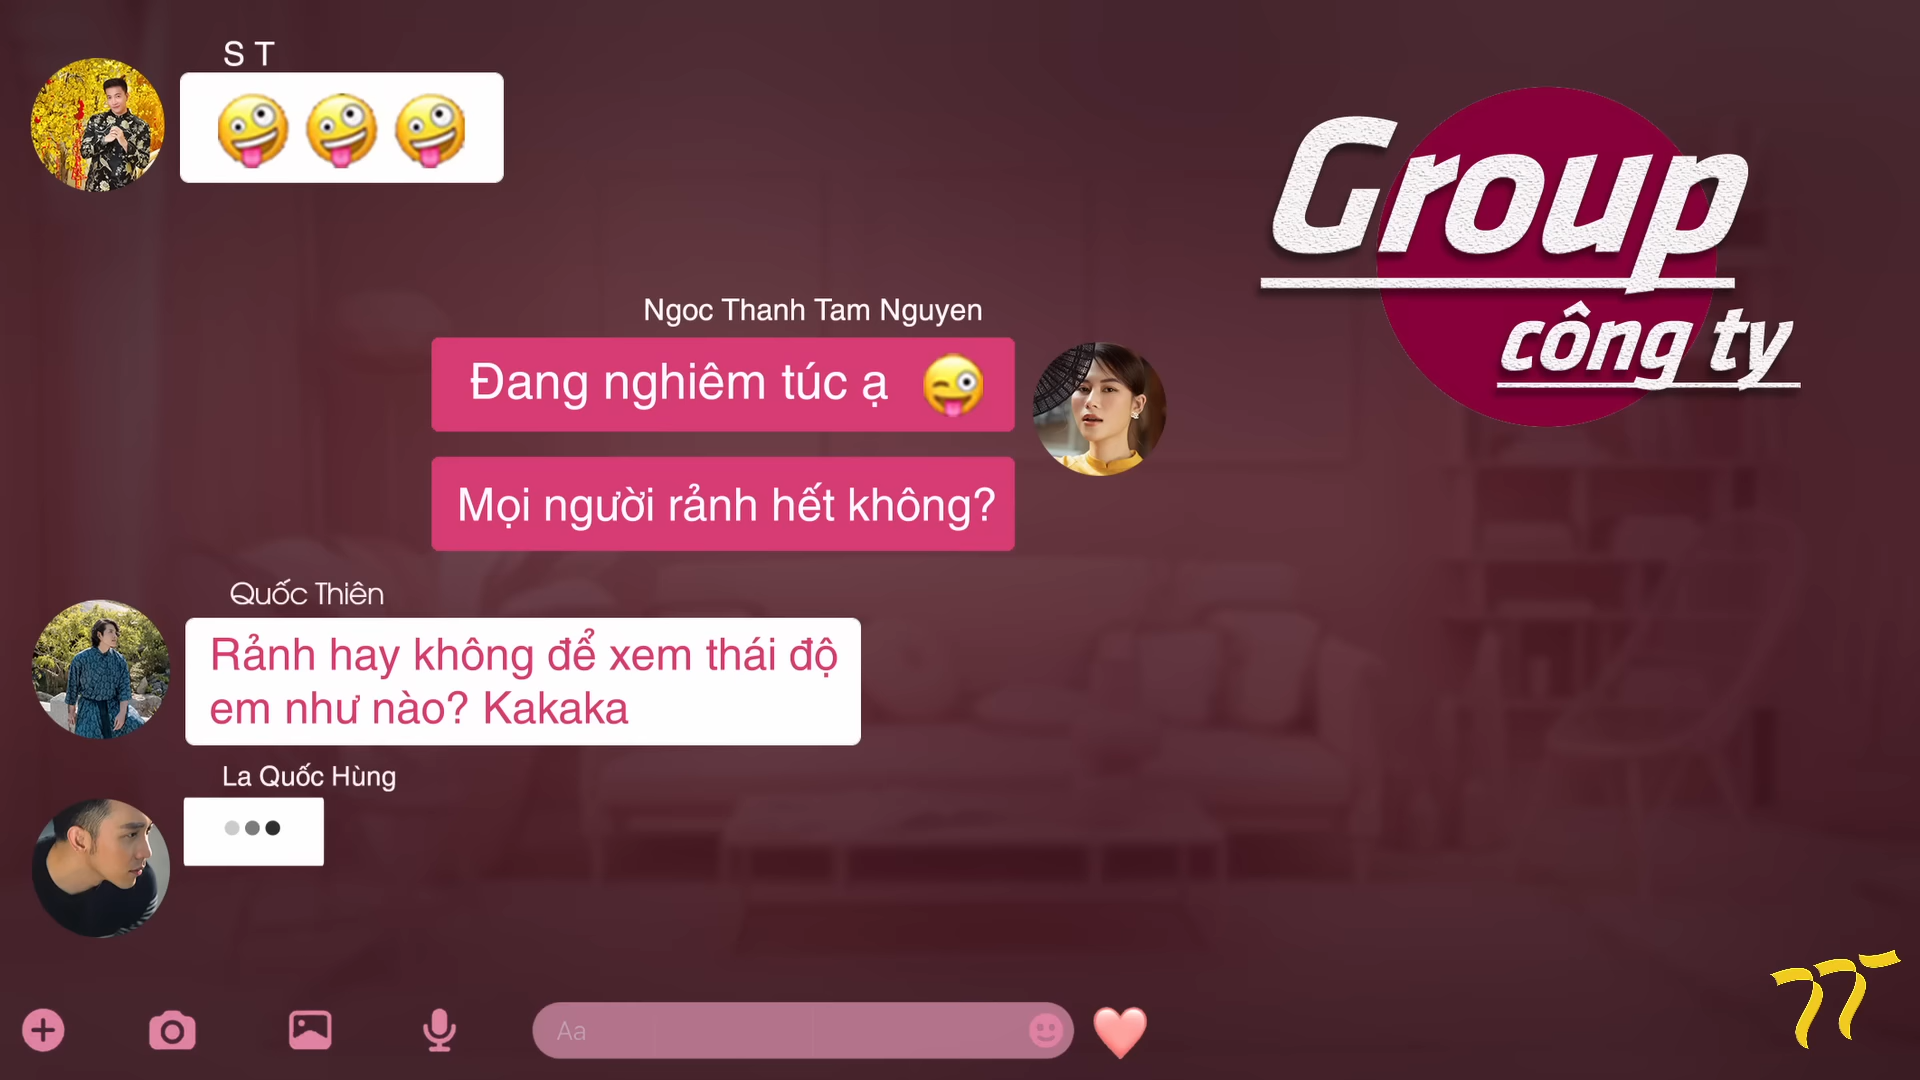 S T
🤪🤪🤪
Group
công ty
Ngoc Thanh Tam Nguyen
Đang nghiêm túc ạ 😜
Mọi người rảnh hết không?
Quốc Thiên
Rảnh hay không để xem thái độ
em như nào? Kakaka
La Quốc Hùng
Aa